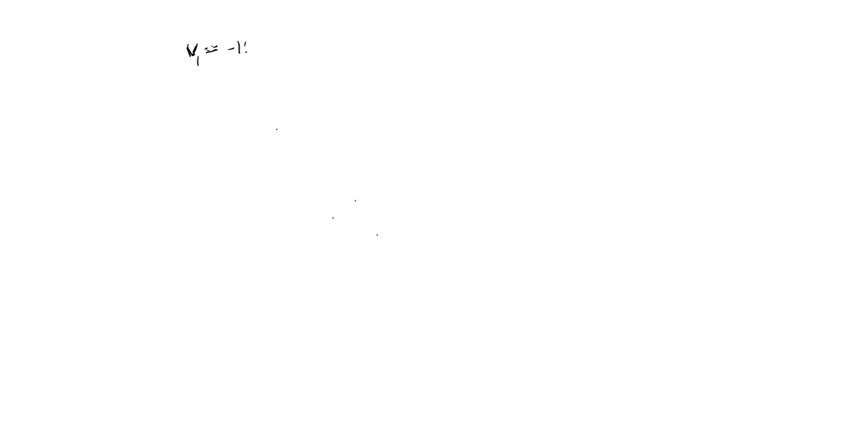 V₁ = -1!